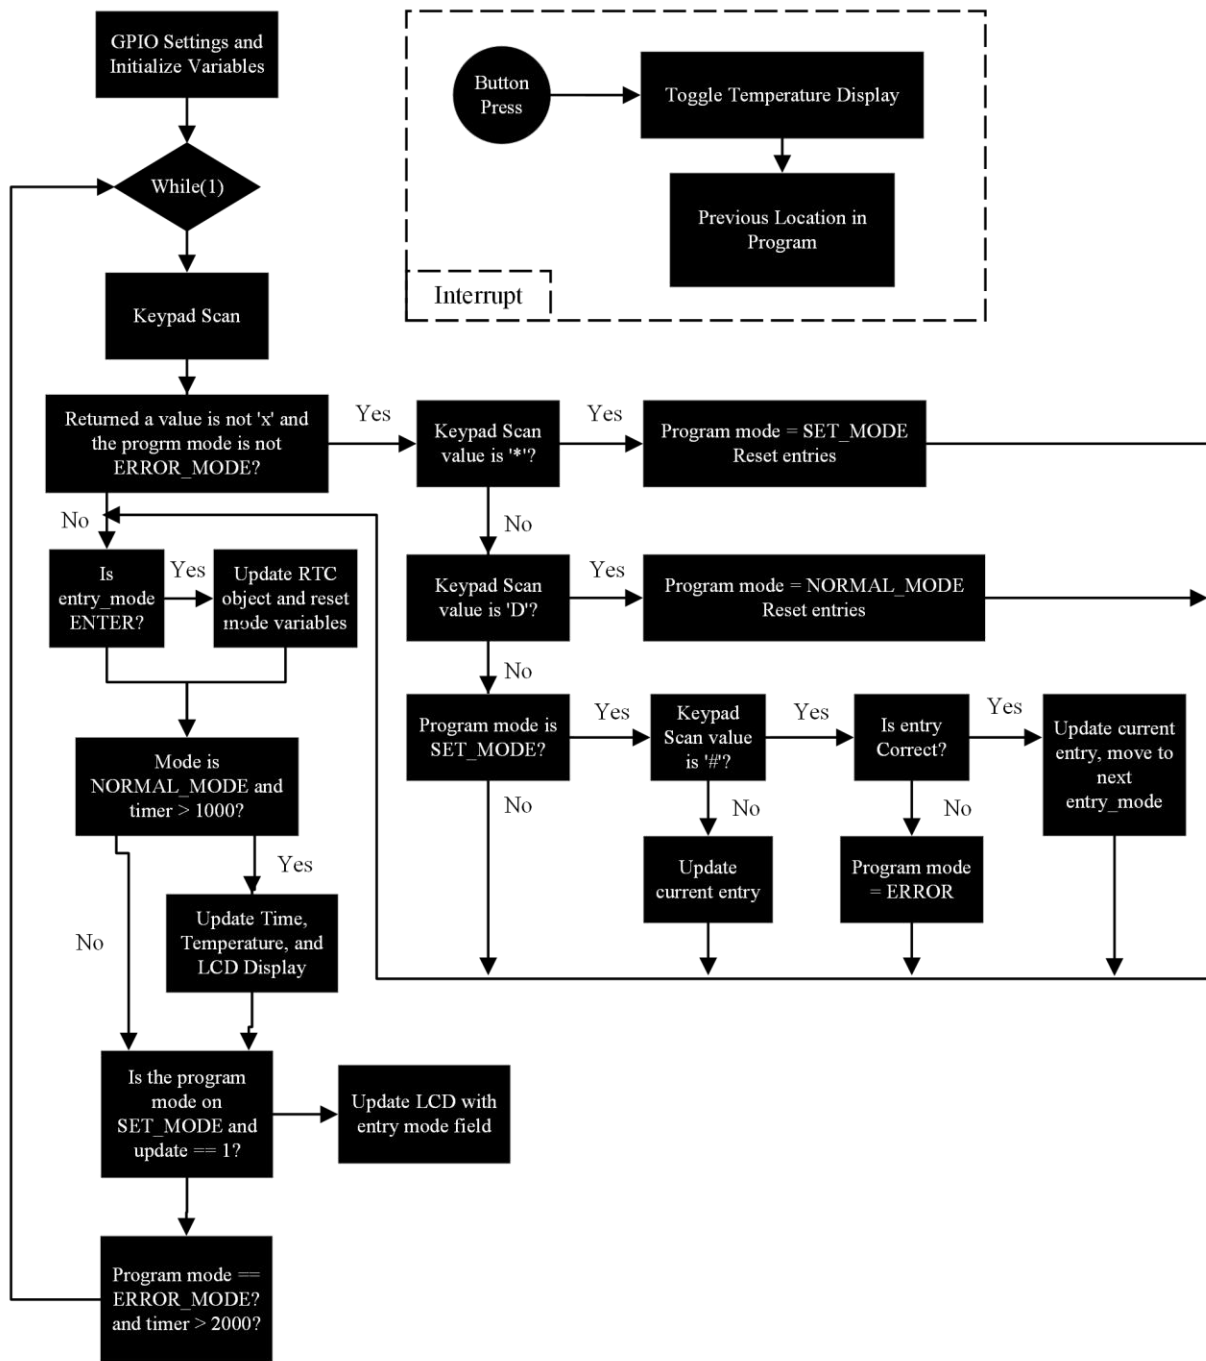 GPIO Settings and
Initialize Variables
While(1)
Keypad Scan
Button
Press
Toggle Temperature Display
Previous Location in
Program
Interrupt
Returned a value is not 'x' and
the progrm mode is not
ERROR_MODE?
Yes
Keypad Scan
value is '*'?
Yes
Program mode = SET_MODE
Reset entries
No
No
Is
entry_mode
ENTER?
Yes
Update RTC
object and reset
mode variables
Keypad Scan
value is 'D'?
Yes
Program mode = NORMAL_MODE
Reset entries
No
Program mode is
SET_MODE?
Yes
Keypad
Scan value
is '#'?
Yes
Is entry
Correct?
Yes
Update current
entry, move to
next
entry_mode
No
No
No
Update
current entry
Program mode
= ERROR
Mode is
NORMAL_MODE and
timer > 1000?
Yes
No
Update Time,
Temperature, and
LCD Display
Is the program
mode on
SET_MODE and
update == 1?
Update LCD with
entry mode field
Program mode ==
ERROR_MODE?
and timer > 2000?